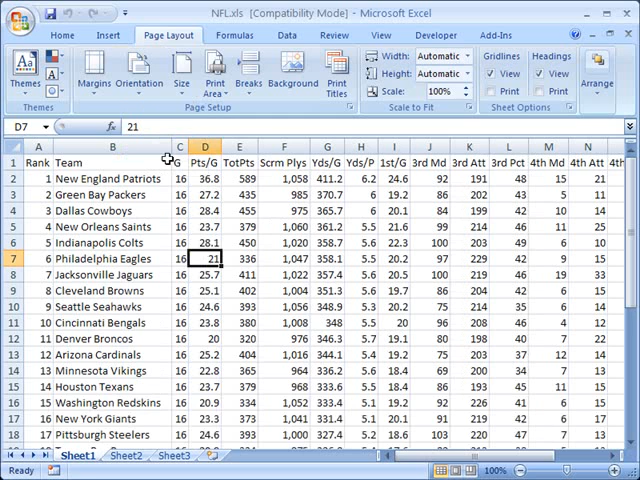 NFL.xls [Compatibility Mode] - Microsoft Excel
Home Insert Page Layout Formulas Data Review View Developer Add-Ins
Themes Margins Orientation Size Print Area Breaks Background Print Titles Width: Automatic Height: Automatic Scale: 100% Gridlines View Print Headings View Print
Themes Page Setup Scale to Fit Sheet Options
D7 fx 21
A B C D E F G H I J K L M N
1 Rank Team G Pts/G TotPts Scrm Plys Yds/G Yds/P 1st/G 3rd Md 3rd Att 3rd Pct 4th Md 4th Att 4th
2 1 New England Patriots 16 36.8 589 1,058 411.2 6.2 24.6 92 191 48 15 21
3 2 Green Bay Packers 16 27.2 435 985 370.7 6 19.2 86 202 43 5 11
4 3 Dallas Cowboys 16 28.4 455 975 365.7 6 20.1 84 199 42 10 14
5 4 New Orleans Saints 16 23.7 379 1,060 361.2 5.5 21.6 99 214 46 11 25
6 5 Indianapolis Colts 16 28.1 450 1,020 358.7 5.6 22.3 100 203 49 6 10
7 6 Philadelphia Eagles 16 21 336 1,047 358.1 5.5 20.2 97 229 42 9 15
8 7 Jacksonville Jaguars 16 25.7 411 1,022 357.4 5.6 20.5 100 219 46 19 33
9 8 Cleveland Browns 16 25.1 402 1,004 351.3 5.6 19.7 86 203 42 8 15
10 9 Seattle Seahawks 16 24.6 393 1,056 348.9 5.3 20.2 94 235 40 6 14
11 10 Cincinnati Bengals 16 23.8 380 1,008 348 5.5 20 98 216 46 4 12
12 11 Denver Broncos 16 20 320 976 346.3 5.7 19.1 80 198 40 7 22
13 12 Arizona Cardinals 16 25.2 404 1,016 344.1 5.4 19.2 75 203 37 12 14
14 13 Minnesota Vikings 16 22.8 365 964 336.2 5.6 18.4 69 200 34 7 13
15 14 Houston Texans 16 23.7 379 974 333.6 5.5 18.9 93 203 45 11 15
16 15 Washington Redskins 16 20.9 334 1,053 333.4 5.1 19.2 92 226 41 6 15
17 16 New York Giants 16 23.3 373 1,041 331.4 5.1 20 91 219 42 6 17
18 17 Pittsburgh Steelers 16 24.6 393 1,000 327.4 5.2 18.6 103 214 47 7 13
Sheet1 Sheet2 Sheet3
Ready 100%